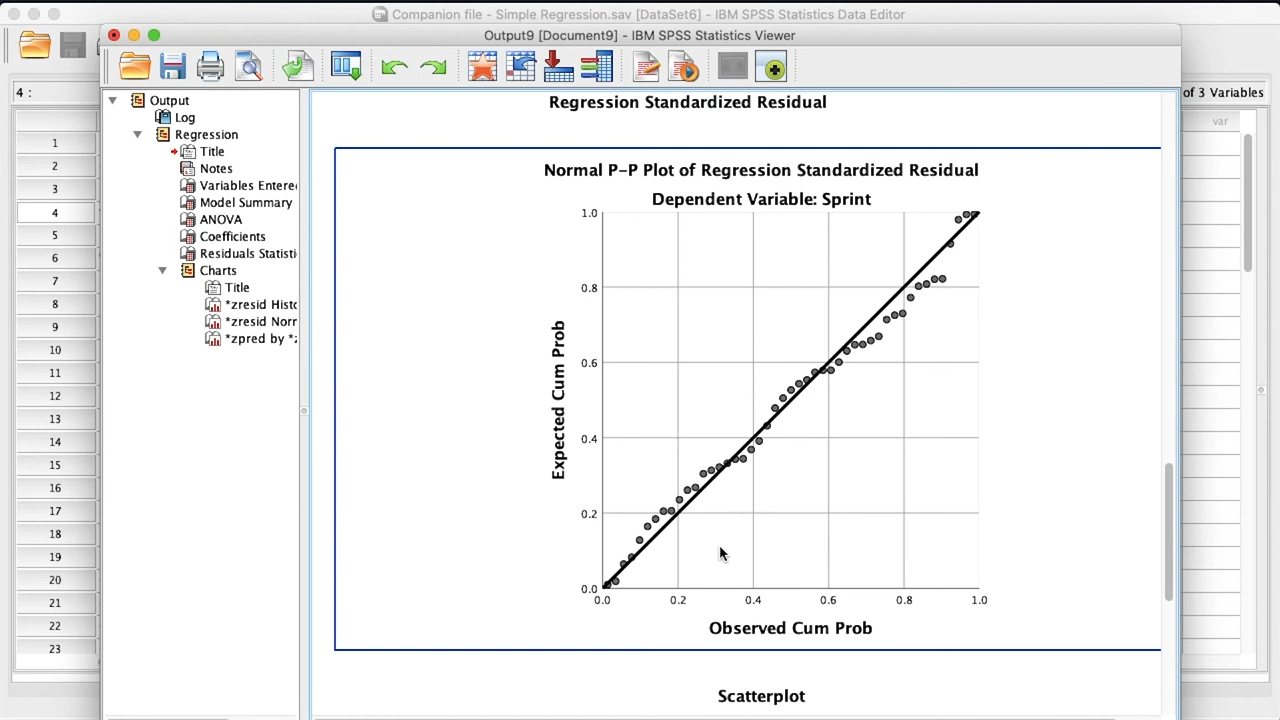 Companion file - Simple Regression.sav [DataSet6] - IBM SPSS Statistics Data Editor
Output9 [Document9] - IBM SPSS Statistics Viewer
4 :
of 3 Variables
var
1
2
3
4
5
6
7
8
9
10
11
12
13
14
15
16
17
18
19
20
21
22
23
Output
Log
Regression
Title
Notes
Variables Entere
Model Summary
ANOVA
Coefficients
Residuals Statisti
Charts
Title
*zresid Histo
*zresid Norr
*zpred by *z
Regression Standardized Residual
Normal P-P Plot of Regression Standardized Residual
Dependent Variable: Sprint
1.0
0.8
0.6
0.4
0.2
0.0
Expected Cum Prob
0.0 0.2 0.4 0.6 0.8 1.0
Observed Cum Prob
Scatterplot